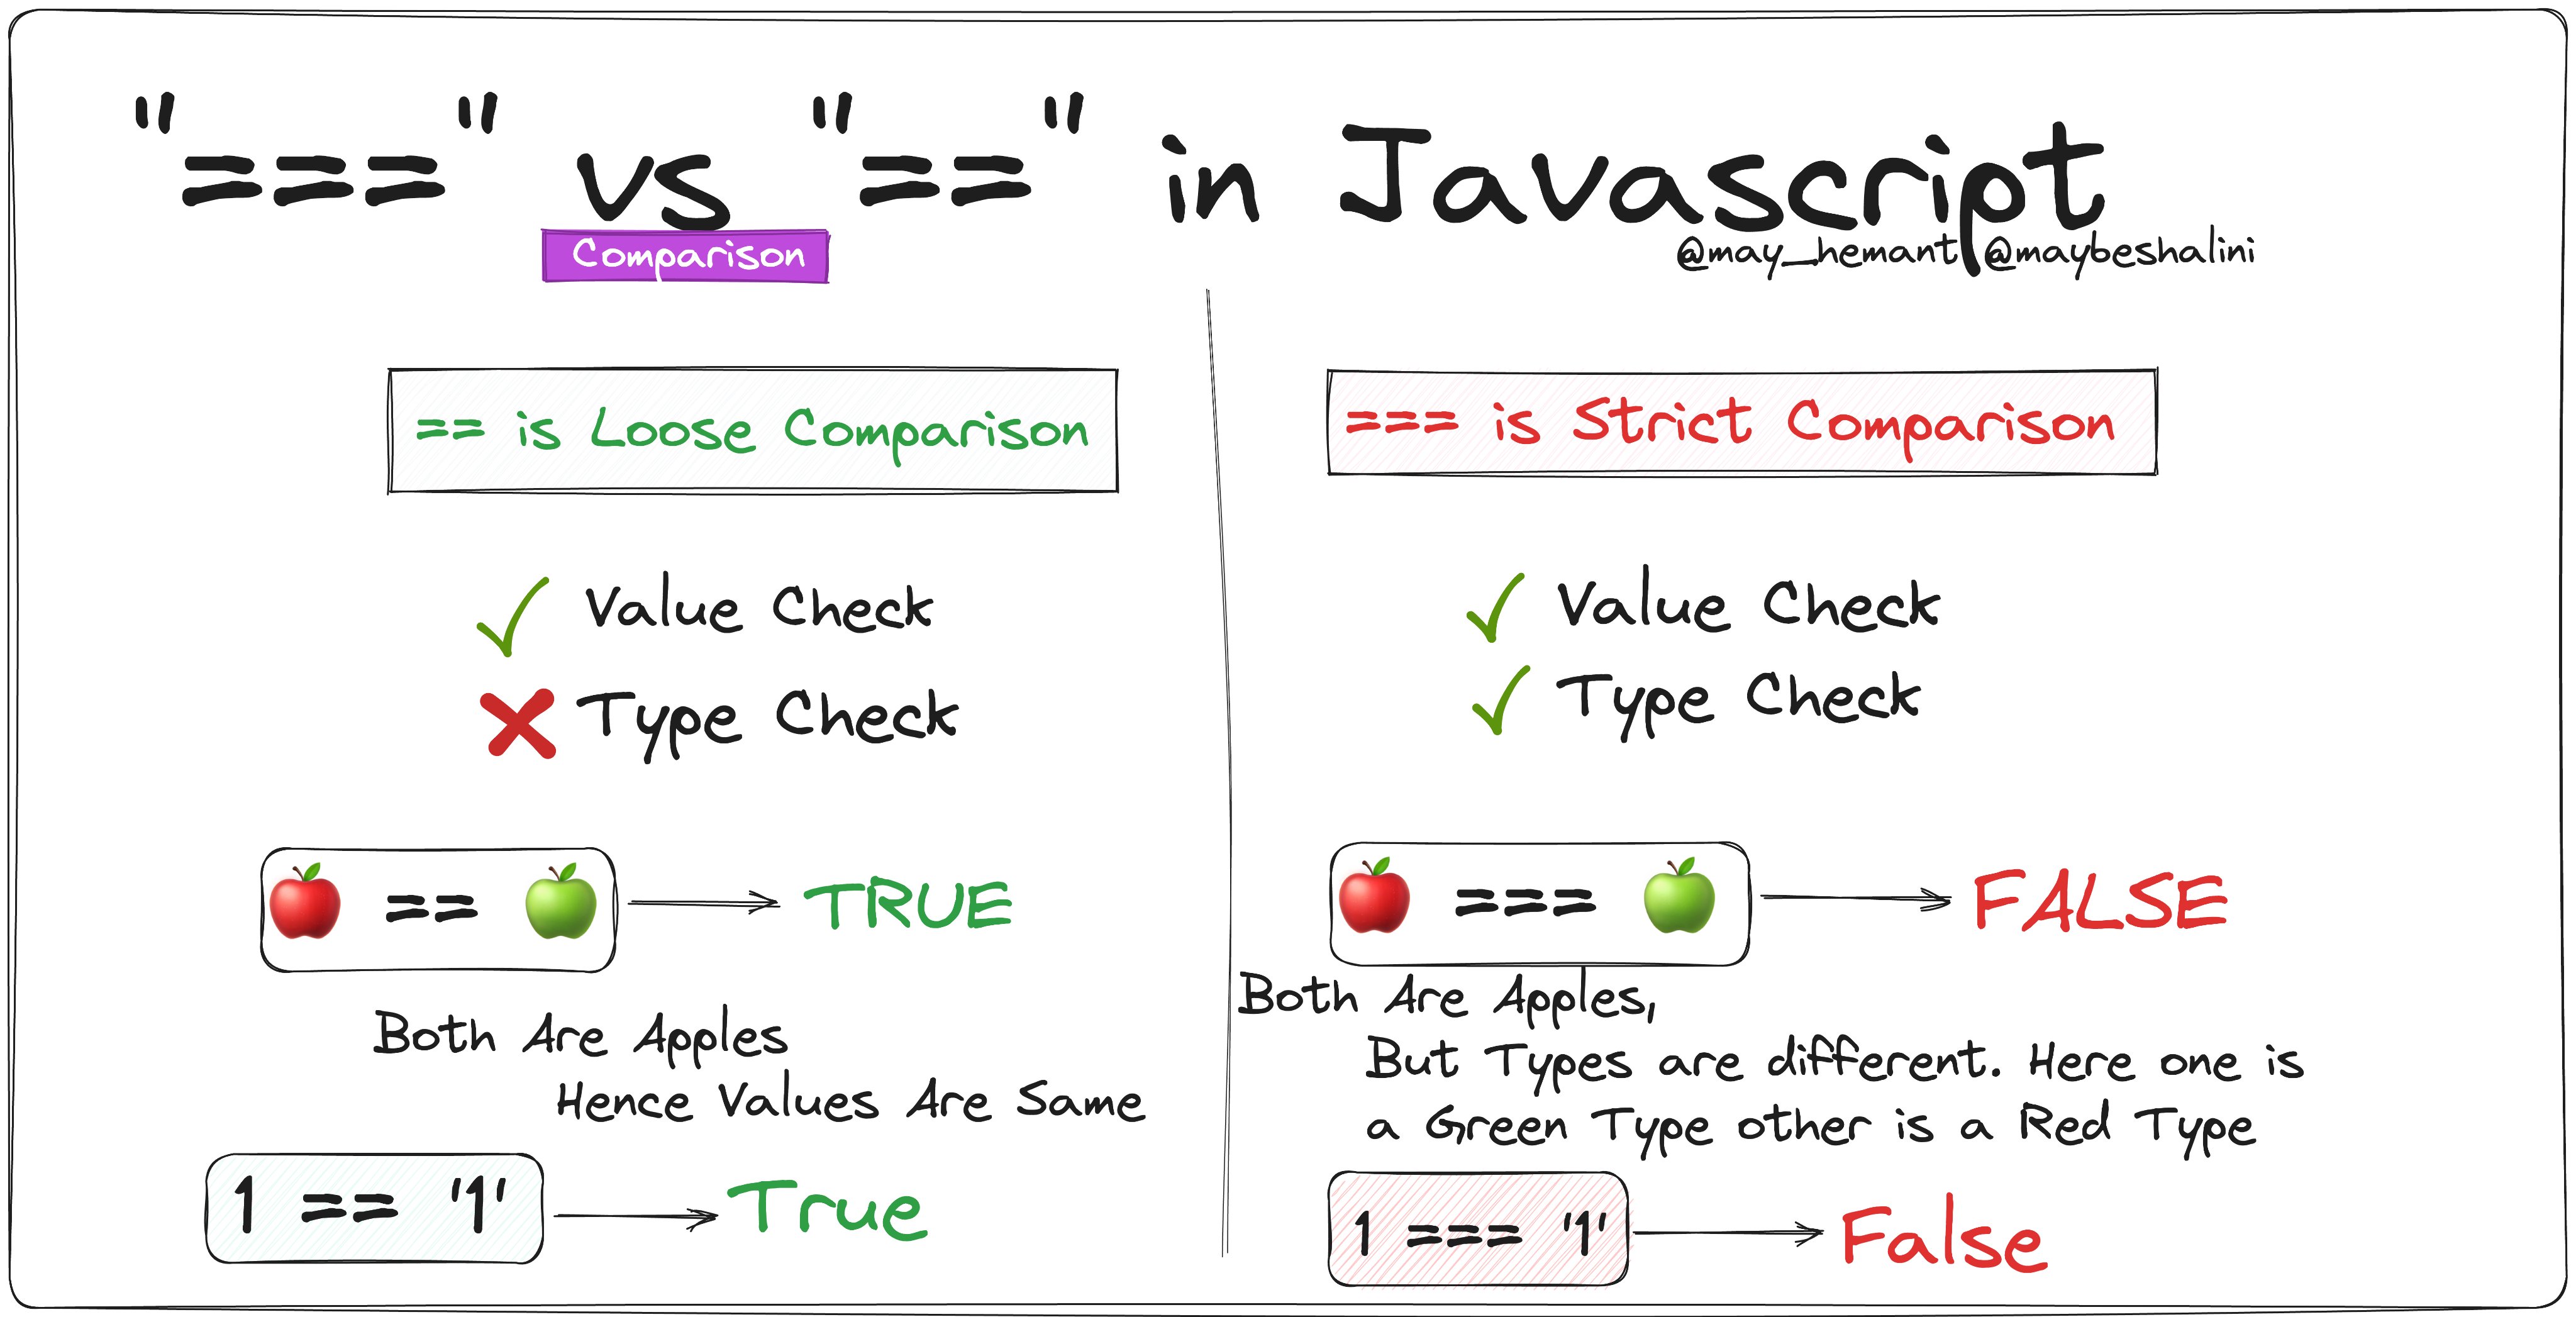 "===" vs "==" in Javascript
Comparison
@may_hemant @maybeshalini
== is Loose Comparison
Value Check
Type Check
==
TRUE
Both Are Apples
Hence Values Are Same
1 == '1'
True
=== is Strict Comparison
Value Check
Type Check
===
FALSE
Both Are Apples,
But Types are different. Here one is
a Green Type other is a Red Type
1 === '1'
False